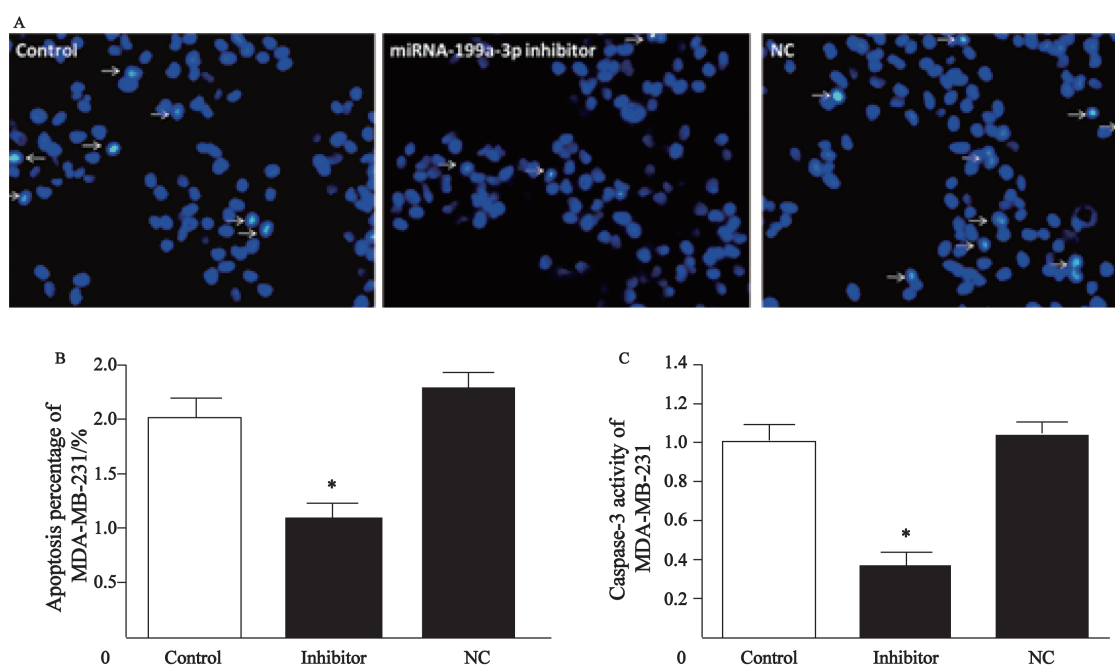 A
Control
miRNA-199a-3p inhibitor
NC
B
Apoptosis percentage of
MDA-MB-231/%
2.0
2.0
1.5
1.0
0.5
0
*
Control
Inhibitor
NC
C
Caspase-3 activity of
MDA-MB-231
1.4
1.2
1.0
0.8
0.6
0.4
0.2
0
*
Control
Inhibitor
NC